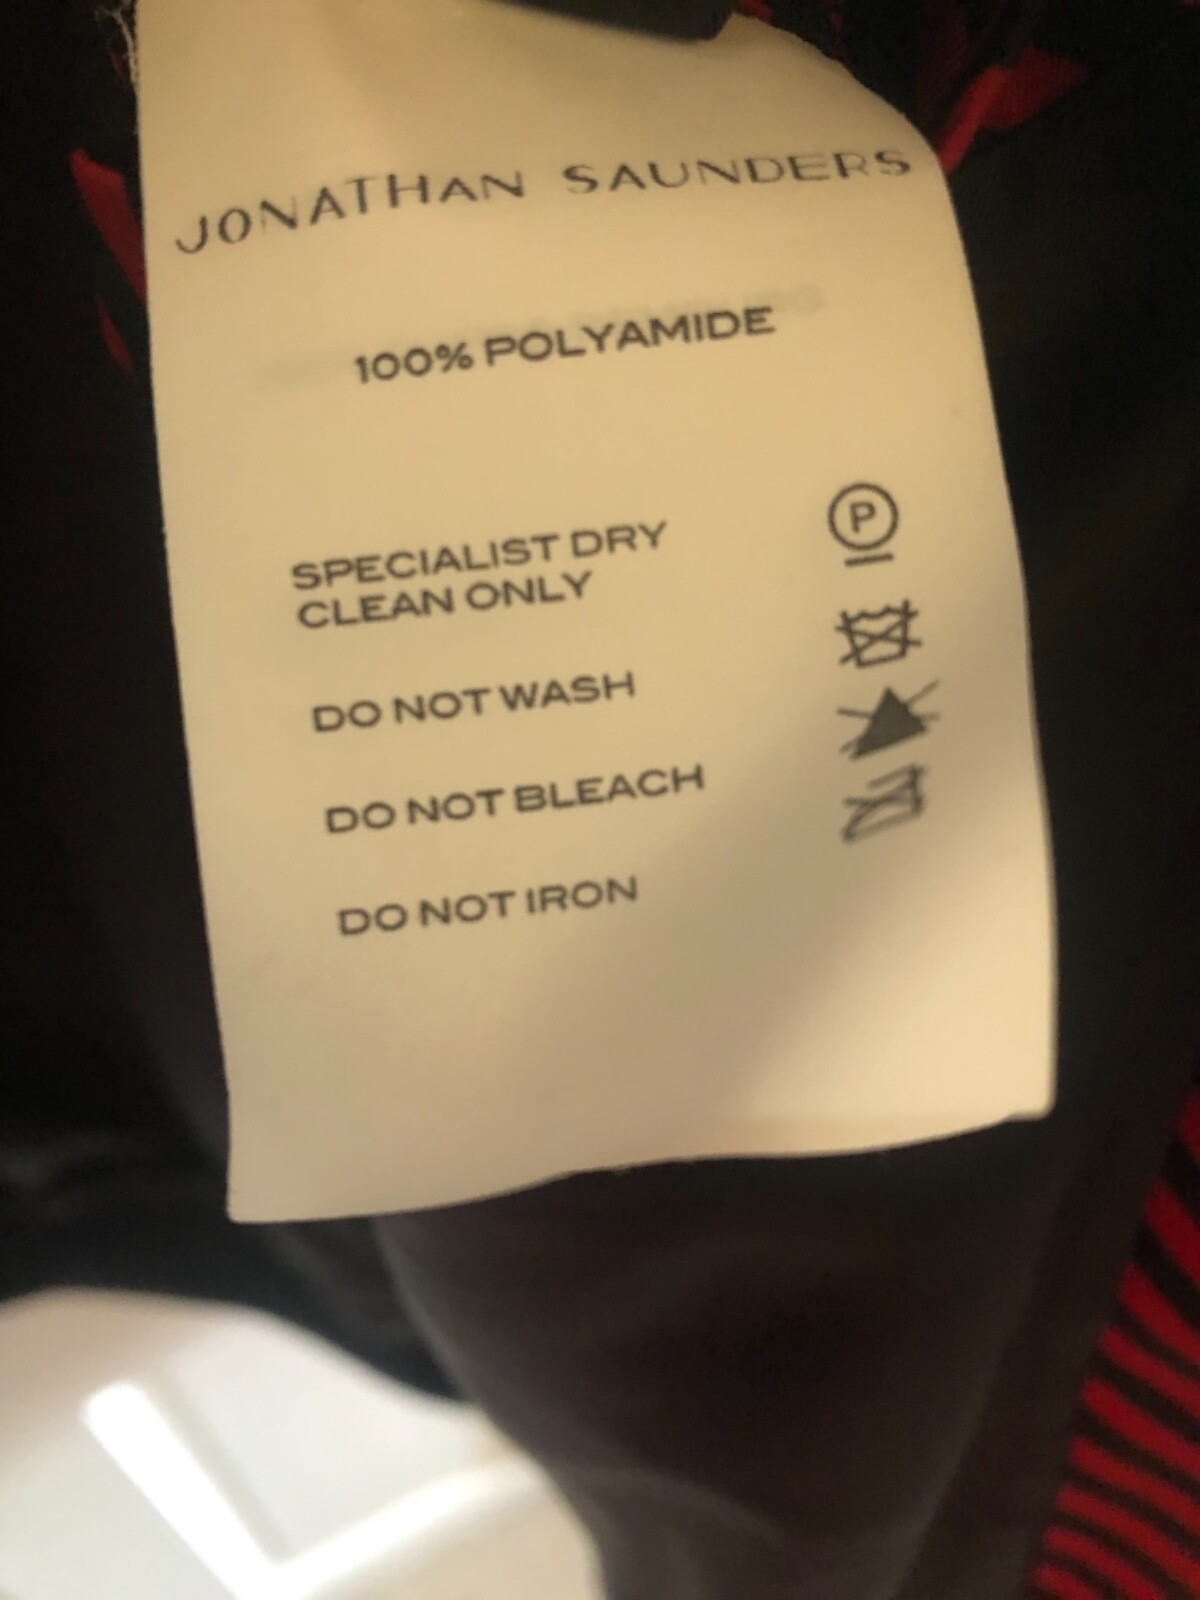 JONATHAN SAUNDERS
100% POLYAMIDE
SPECIALIST DRY
CLEAN ONLY
P
DO NOT WASH
DO NOT BLEACH
DO NOT IRON